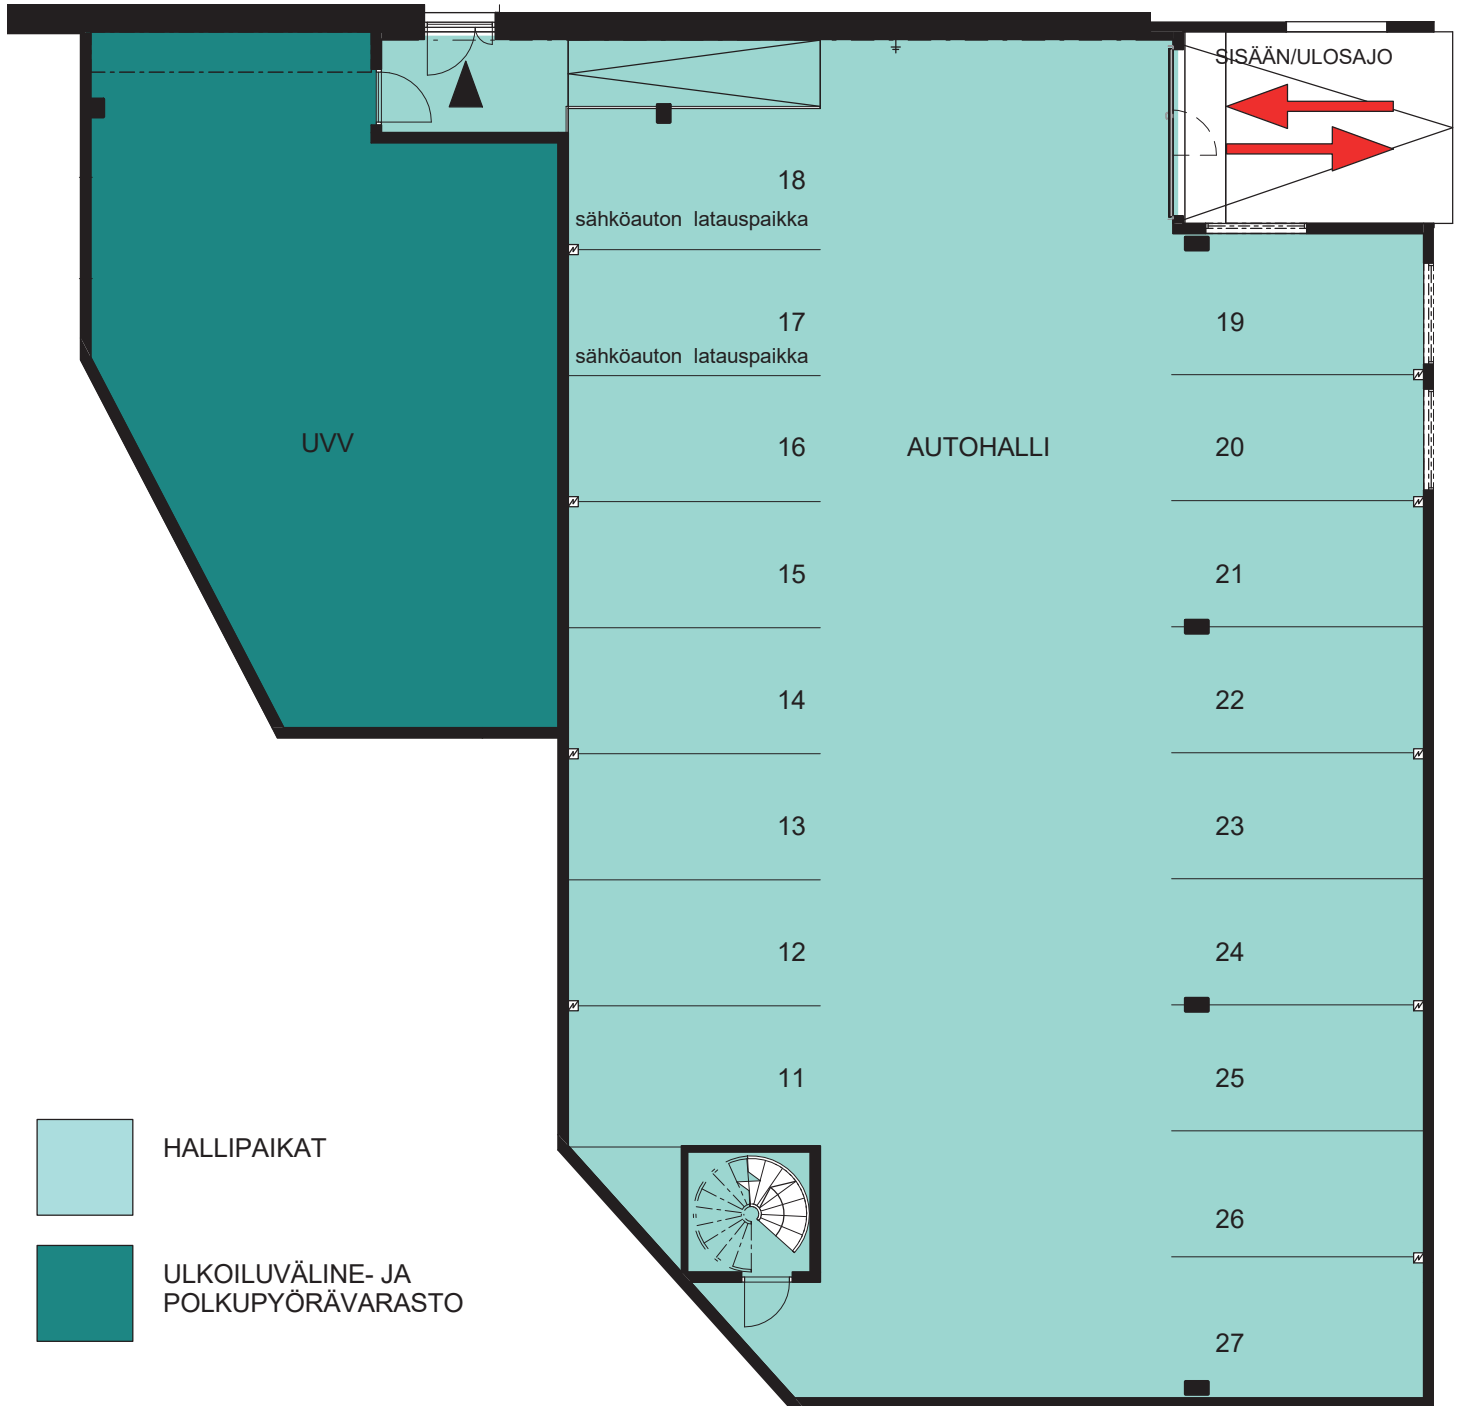 SISÄÄN/ULOSAJO
18
sähköauton latauspaikka
17
19
sähköauton latauspaikka
UVV
16
AUTOHALLI
20
15
21
14
22
13
23
12
24
11
25
HALLIPAIKAT
26
ULKOILUVÄLINE- JA
POLKUPYÖRÄVARASTO
27